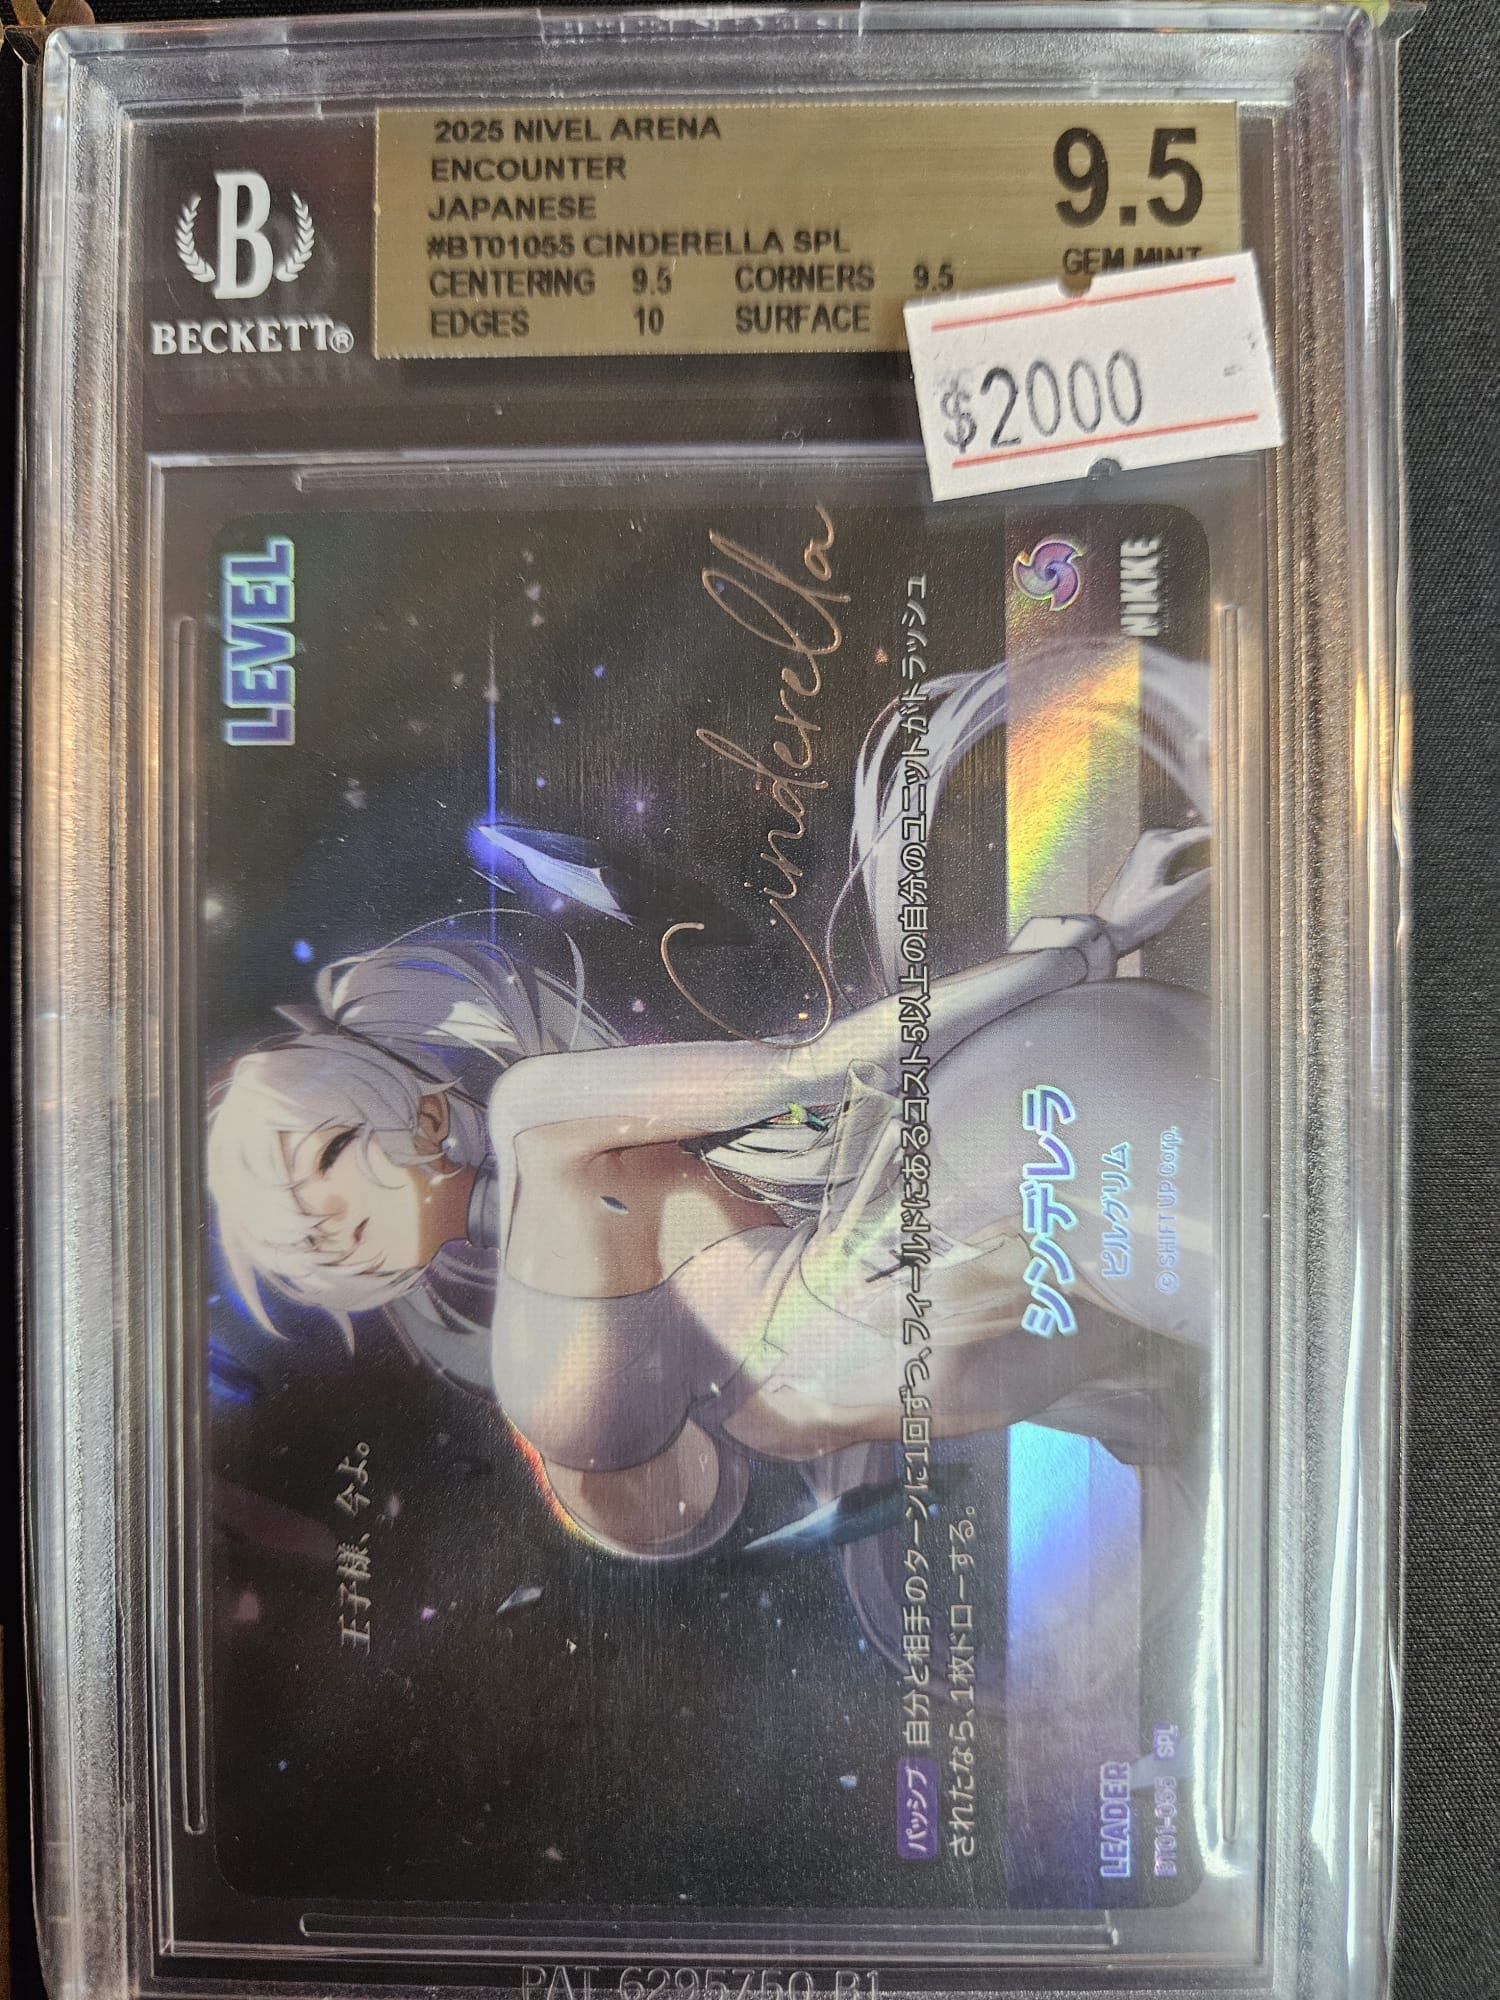 2025 NIVEL ARENA
ENCOUNTER
JAPANESE
#BT01055 CINDERELLA SPL
CENTERING 9.5 CORNERS 9.5
EDGES 10 SURFACE
9.5
GEM MINT
B
BECKETT®
$2000
LEVEL
王子様、今よ。
Cinderella
パッシブ 自分と相手のターンに1回ずつ、フィールドにあるコスト5以上の自分のユニットがトラッシュ
されたなら、1枚ドローする。
シンデレラ
ピルグリム
LEADER
BT01-055 SPL
© SHIFT UP Corp.
NIKKE
PAT 6295750 B1